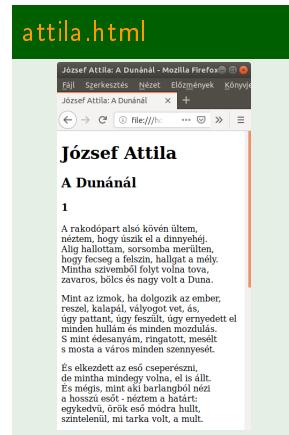 attila.html
József Attila: A Dunánál - Mozilla Firefox
Fájl Szerkesztés Nézet Előzmények Könyvje
József Attila: A Dunánál
file:///h
József Attila
A Dunánál
1
A rakodópart alsó kövén ültem,
néztem, hogy úszik el a dinnyehéj.
Alig hallottam, sorsomba merülten,
hogy fecseg a felszin, hallgat a mély.
Mintha szivemből folyt volna tova,
zavaros, bölcs és nagy volt a Duna.
Mint az izmok, ha dolgozik az ember,
reszel, kalapál, vályogot vet, ás,
úgy pattant, úgy feszült, úgy ernyedett el
minden hullám és minden mozdulás.
S mint édesanyám, ringatott, mesélt
s mosta a város minden szennyesét.
És elkezdett az eső cseperészni,
de mintha mindegy volna, el is állt.
És mégis, mint aki barlangból nézi
a hosszú esőt - néztem a határt:
egykedvü, örök eső módra hullt,
szintelenül, mi tarka volt, a mult.